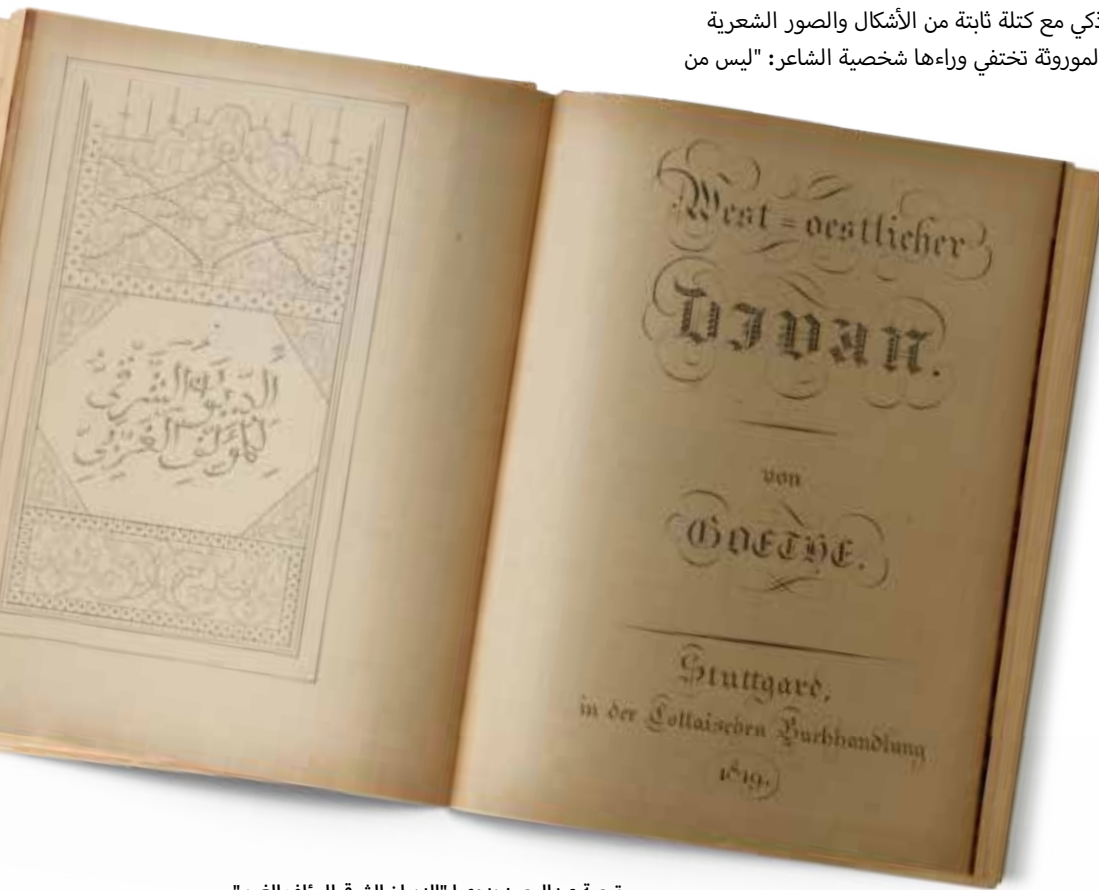 ذكي مع كتلة ثابتة من الأشكال والصور الشعرية
لموروثة تختفي وراءها شخصية الشاعر: "ليس من
الديوان الشرقي
للمؤلف الغربي
West=oestlicher
DIVAN.
von
GOETHE.
Stuttgard,
in der Cottaischen Buchhandlung
1819.